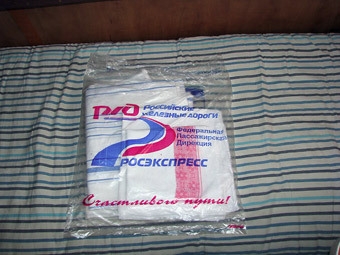 РЖД РОССИЙСКИЕ
ЖЕЛЕЗНЫЕ ДОРОГИ
Федеральная
Пассажирская
Дирекция
РОСЭКСПРЕСС
Счастливого пути!